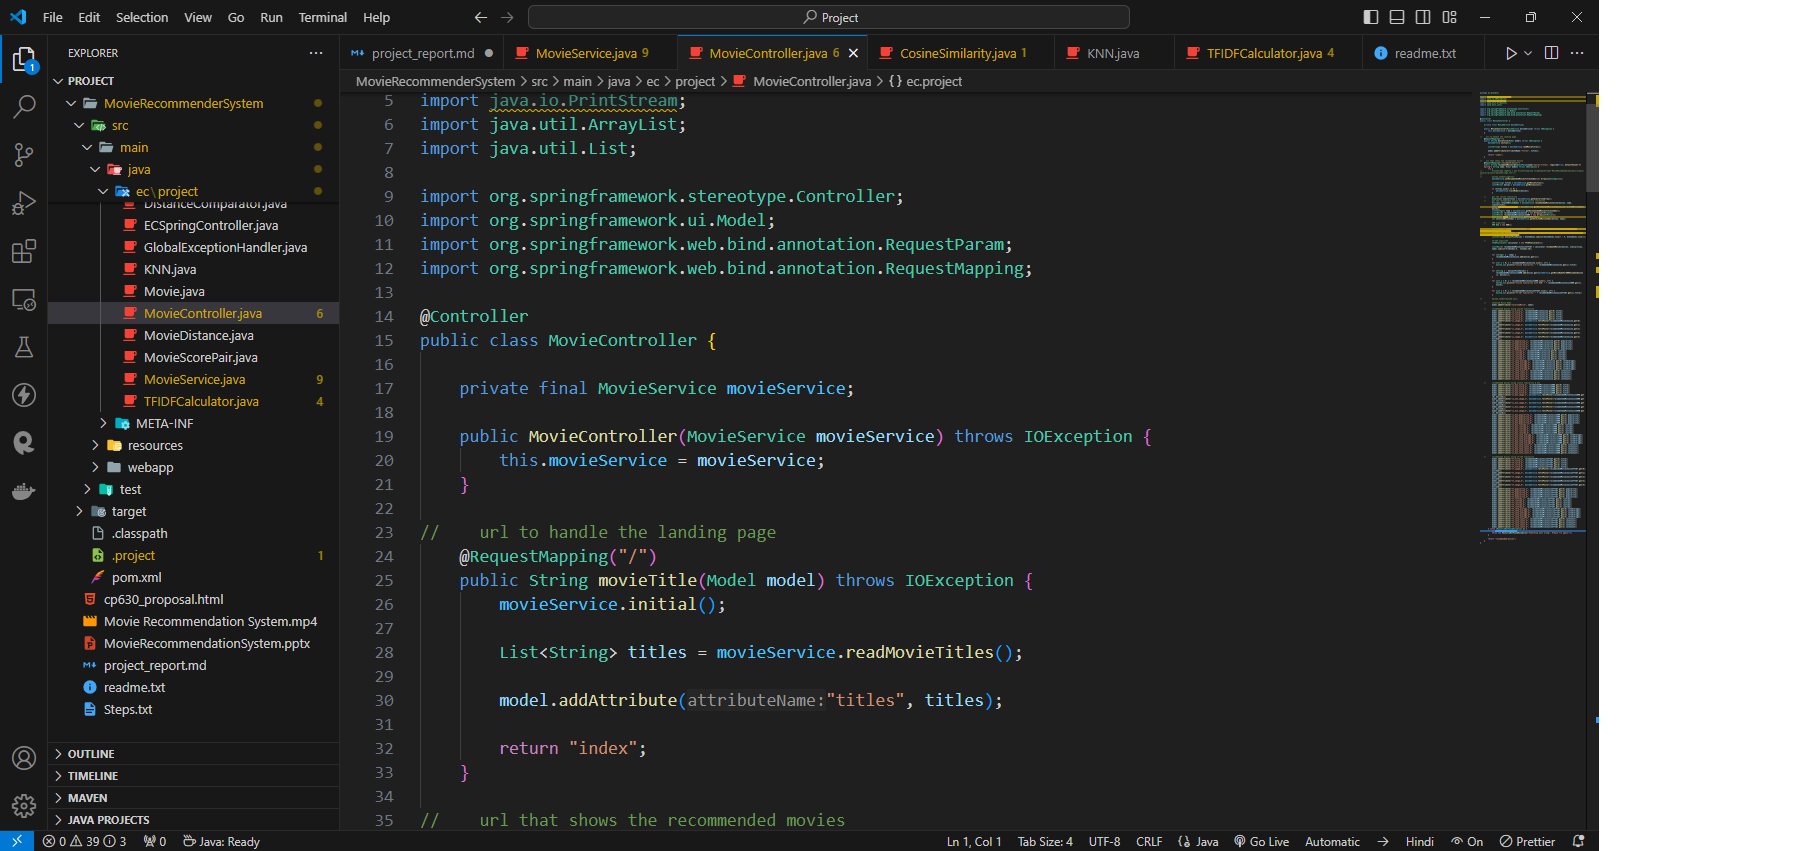 File Edit Selection View Go Run Terminal Help
Project
EXPLORER
PROJECT
MovieRecommenderSystem
src
main
java
ec \ project
DistanceComparator.java
ECSpringController.java
GlobalExceptionHandler.java
KNN.java
Movie.java
MovieController.java 6
MovieDistance.java
MovieScorePair.java
MovieService.java 9
TFIDFCalculator.java 4
META-INF
resources
webapp
test
target
.classpath
.project 1
pom.xml
cp630_proposal.html
Movie Recommendation System.mp4
MovieRecommendationSystem.pptx
project_report.md
readme.txt
Steps.txt
OUTLINE
TIMELINE
MAVEN
JAVA PROJECTS
project_report.md MovieService.java 9 MovieController.java 6 CosineSimilarity.java 1 KNN.java TFIDFCalculator.java 4 readme.txt
MovieRecommenderSystem > src > main > java > ec > project > MovieController.java > {} ec.project
5 import java.io.PrintStream;
6 import java.util.ArrayList;
7 import java.util.List;
8
9 import org.springframework.stereotype.Controller;
10 import org.springframework.ui.Model;
11 import org.springframework.web.bind.annotation.RequestParam;
12 import org.springframework.web.bind.annotation.RequestMapping;
13
14 @Controller
15 public class MovieController {
16
17 private final MovieService movieService;
18
19 public MovieController(MovieService movieService) throws IOException {
20 this.movieService = movieService;
21 }
22
23 // url to handle the landing page
24 @RequestMapping("/")
25 public String movieTitle(Model model) throws IOException {
26 movieService.initial();
27
28 List<String> titles = movieService.readMovieTitles();
29
30 model.addAttribute(attributeName:"titles", titles);
31
32 return "index";
33 }
34
35 // url that shows the recommended movies
0 39 3 0 Java: Ready Ln 1, Col 1 Tab Size: 4 UTF-8 CRLF {} Java Go Live Automatic → Hindi On Prettier